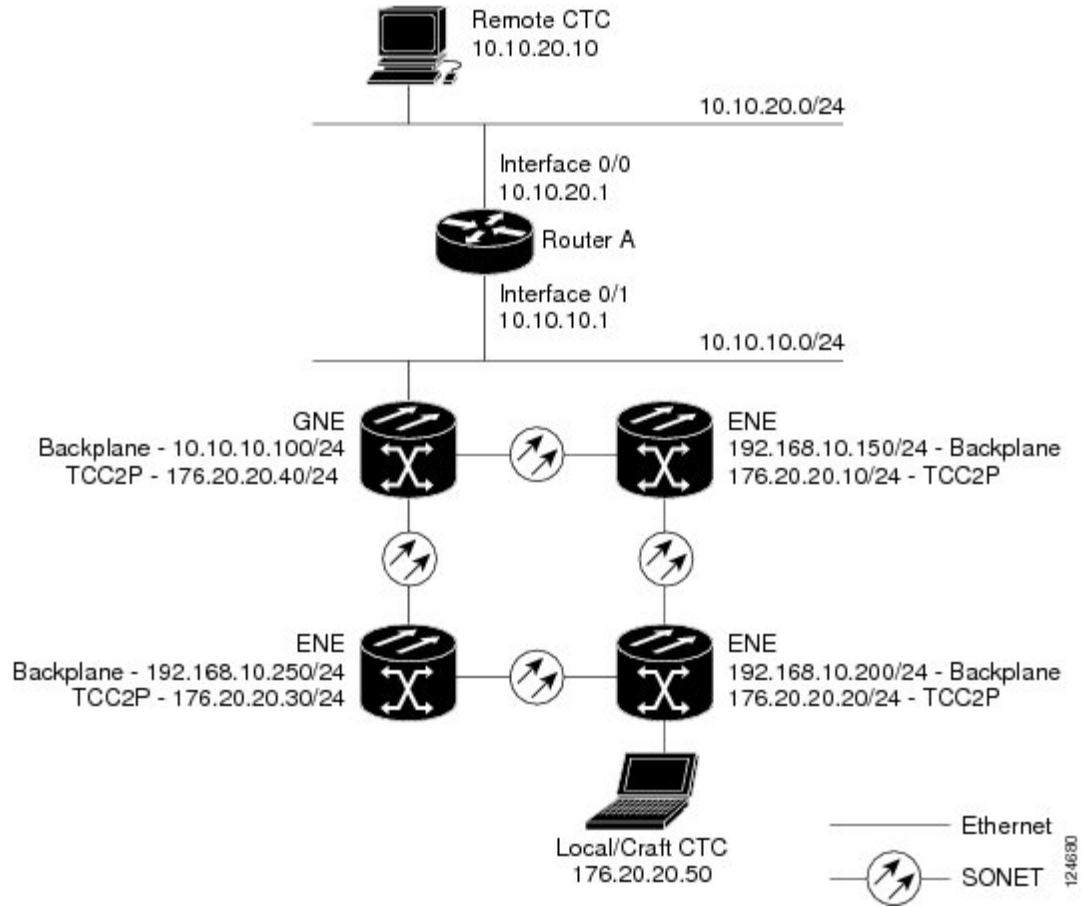 Remote CTC
10.10.20.10
10.10.20.0/24
Interface 0/0
10.10.20.1
Router A
Interface 0/1
10.10.10.1
10.10.10.0/24
GNE
Backplane - 10.10.10.100/24
TCC2P - 176.20.20.40/24
ENE
192.168.10.150/24 - Backplane
176.20.20.10/24 - TCC2P
ENE
Backplane - 192.168.10.250/24
TCC2P - 176.20.20.30/24
ENE
192.168.10.200/24 - Backplane
176.20.20.20/24 - TCC2P
Local/Craft CTC
176.20.20.50
Ethernet
SONET
124680